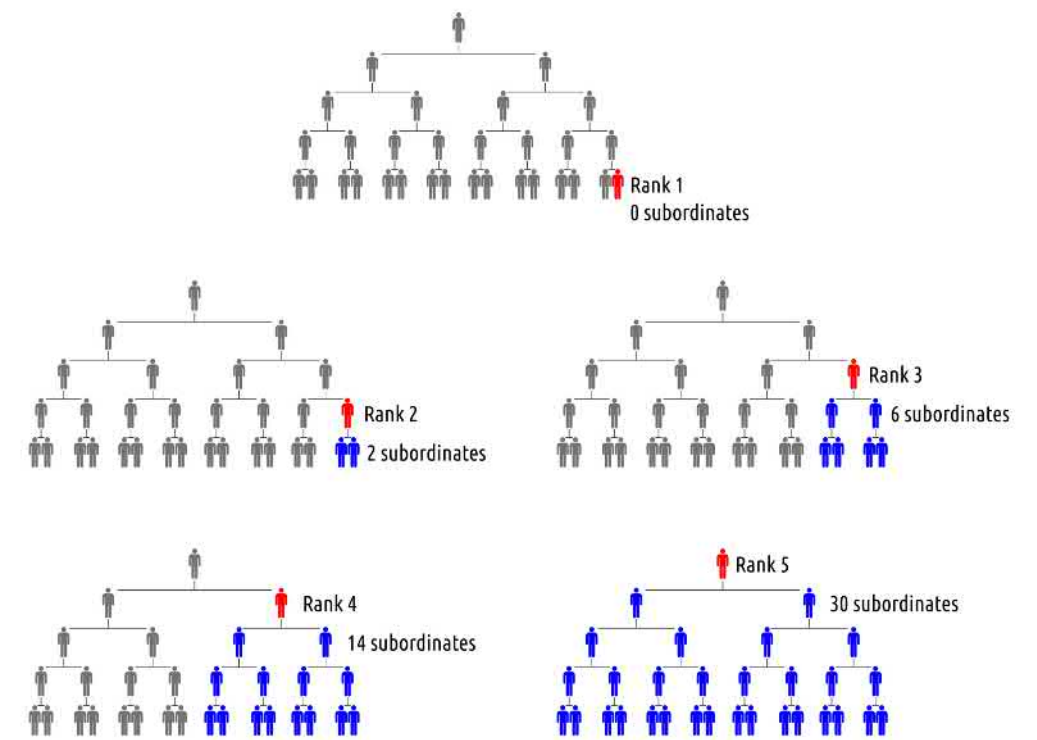 Rank 1
0 subordinates
Rank 2
2 subordinates
Rank 3
6 subordinates
Rank 4
14 subordinates
Rank 5
30 subordinates